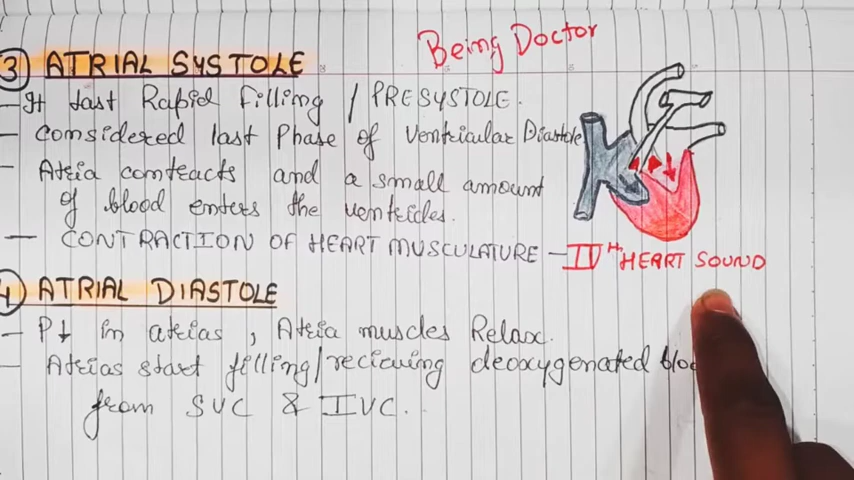 Being Doctor
③ ATRIAL SYSTOLE
- It last Rapid filling / PRESYSTOLE.
- Considered last Phase of Ventricular Diastole
- Atria conteacts and a small amount
of blood enters the ventricles.
- CONTRACTION OF HEART MUSCULATURE - IVth HEART SOUND
④ ATRIAL DIASTOLE
- P↓ in atrias, Atria muscles Relax.
- Atrias start filling/recieving deoxygenated
from SVC & IVC.